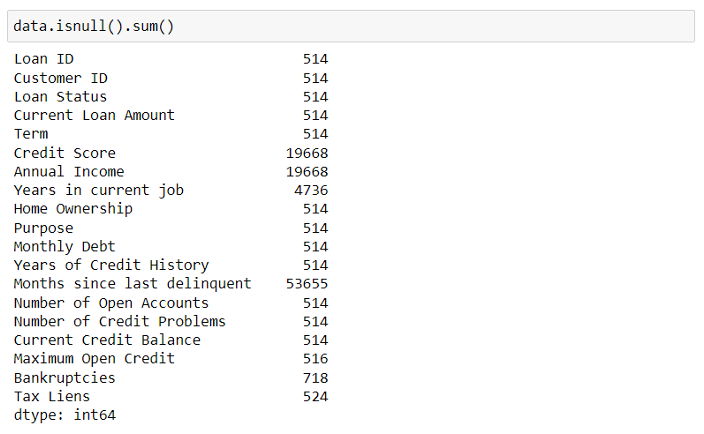 data.isnull().sum()
Loan ID 514
Customer ID 514
Loan Status 514
Current Loan Amount 514
Term 514
Credit Score 19668
Annual Income 19668
Years in current job 4736
Home Ownership 514
Purpose 514
Monthly Debt 514
Years of Credit History 514
Months since last delinquent 53655
Number of Open Accounts 514
Number of Credit Problems 514
Current Credit Balance 514
Maximum Open Credit 516
Bankruptcies 718
Tax Liens 524
dtype: int64